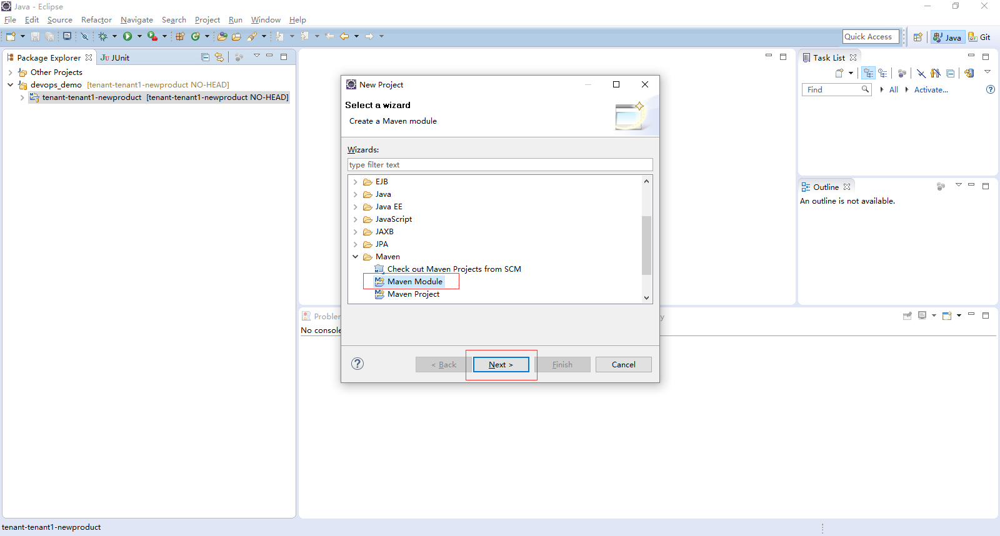 Java - Eclipse
File Edit Source Refactor Navigate Search Project Run Window Help
Quick Access
Java
Git
Package Explorer
JUnit
Other Projects
devops_demo [tenant-tenant1-newproduct NO-HEAD]
tenant-tenant1-newproduct [tenant-tenant1-newproduct NO-HEAD]
New Project
Select a wizard
Create a Maven module
Wizards:
type filter text
EJB
Java
Java EE
JavaScript
JAXB
JPA
Maven
Check out Maven Projects from SCM
Maven Module
Maven Project
< Back
Next >
Finish
Cancel
Task List
Find
All
Activate...
Outline
An outline is not available.
Problem
y
No console
tenant-tenant1-newproduct